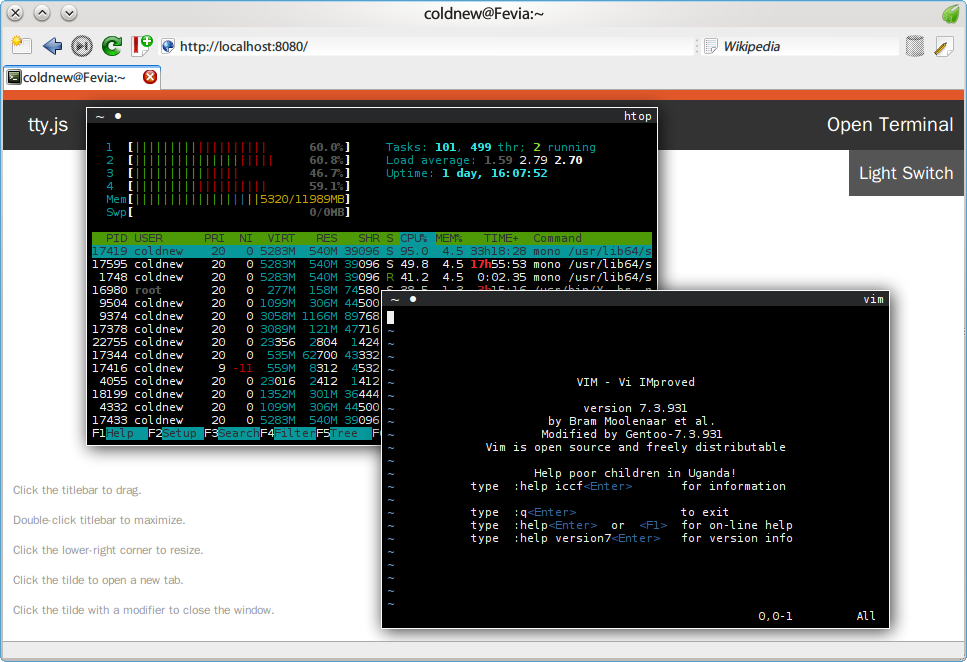 coldnew@Fevia:~
http://localhost:8080/
Wikipedia
coldnew@Fevia:~
tty.js
Open Terminal
Light Switch
~ ● htop
1 [||||||||||||||||||| 60.0%] Tasks: 101, 499 thr; 2 running
2 [|||||||||||||||||||| 60.8%] Load average: 1.59 2.79 2.70
3 [||||||||||||||| 46.7%] Uptime: 1 day, 16:07:52
4 [||||||||||||||||||| 59.1%]
Mem[||||||||||||||||||5320/11989MB]
Swp[ 0/0MB]
PID USER PRI NI VIRT RES SHR S CPU% MEM% TIME+ Command
17419 coldnew 20 0 5283M 540M 39096 S 95.0 4.5 33h18:28 mono /usr/lib64/s
17595 coldnew 20 0 5283M 540M 39096 S 49.8 4.5 17h55:53 mono /usr/lib64/s
1748 coldnew 20 0 5283M 540M 39096 R 41.2 4.5 0:02.35 mono /usr/lib64/s
16980 root 20 0 277M 158M 74580 S 38.5 1.3
9504 coldnew 20 0 1099M 306M 44500
9374 coldnew 20 0 3058M 1166M 89768
17378 coldnew 20 0 3089M 121M 47716
22755 coldnew 20 0 23356 2804 1424
17344 coldnew 20 0 535M 62700 43332
17416 coldnew 9 -11 559M 8312 4532
4055 coldnew 20 0 23016 2412 1412
18199 coldnew 20 0 1352M 301M 36444
4332 coldnew 20 0 1099M 306M 44500
17433 coldnew 20 0 5283M 540M 39096
F1Help F2Setup F3SearchF4FilterF5Tree
~ ● vim
~
~
~
~
~ VIM - Vi IMproved
~
~ version 7.3.931
~ by Bram Moolenaar et al.
~ Modified by Gentoo-7.3.931
~ Vim is open source and freely distributable
~
~ Help poor children in Uganda!
~ type :help iccf<Enter> for information
~
~ type :q<Enter> to exit
~ type :help<Enter> or <F1> for on-line help
~ type :help version7<Enter> for version info
~
~
~
~
~
0,0-1 All
Click the titlebar to drag.
Double-click titlebar to maximize.
Click the lower-right corner to resize.
Click the tilde to open a new tab.
Click the tilde with a modifier to close the window.